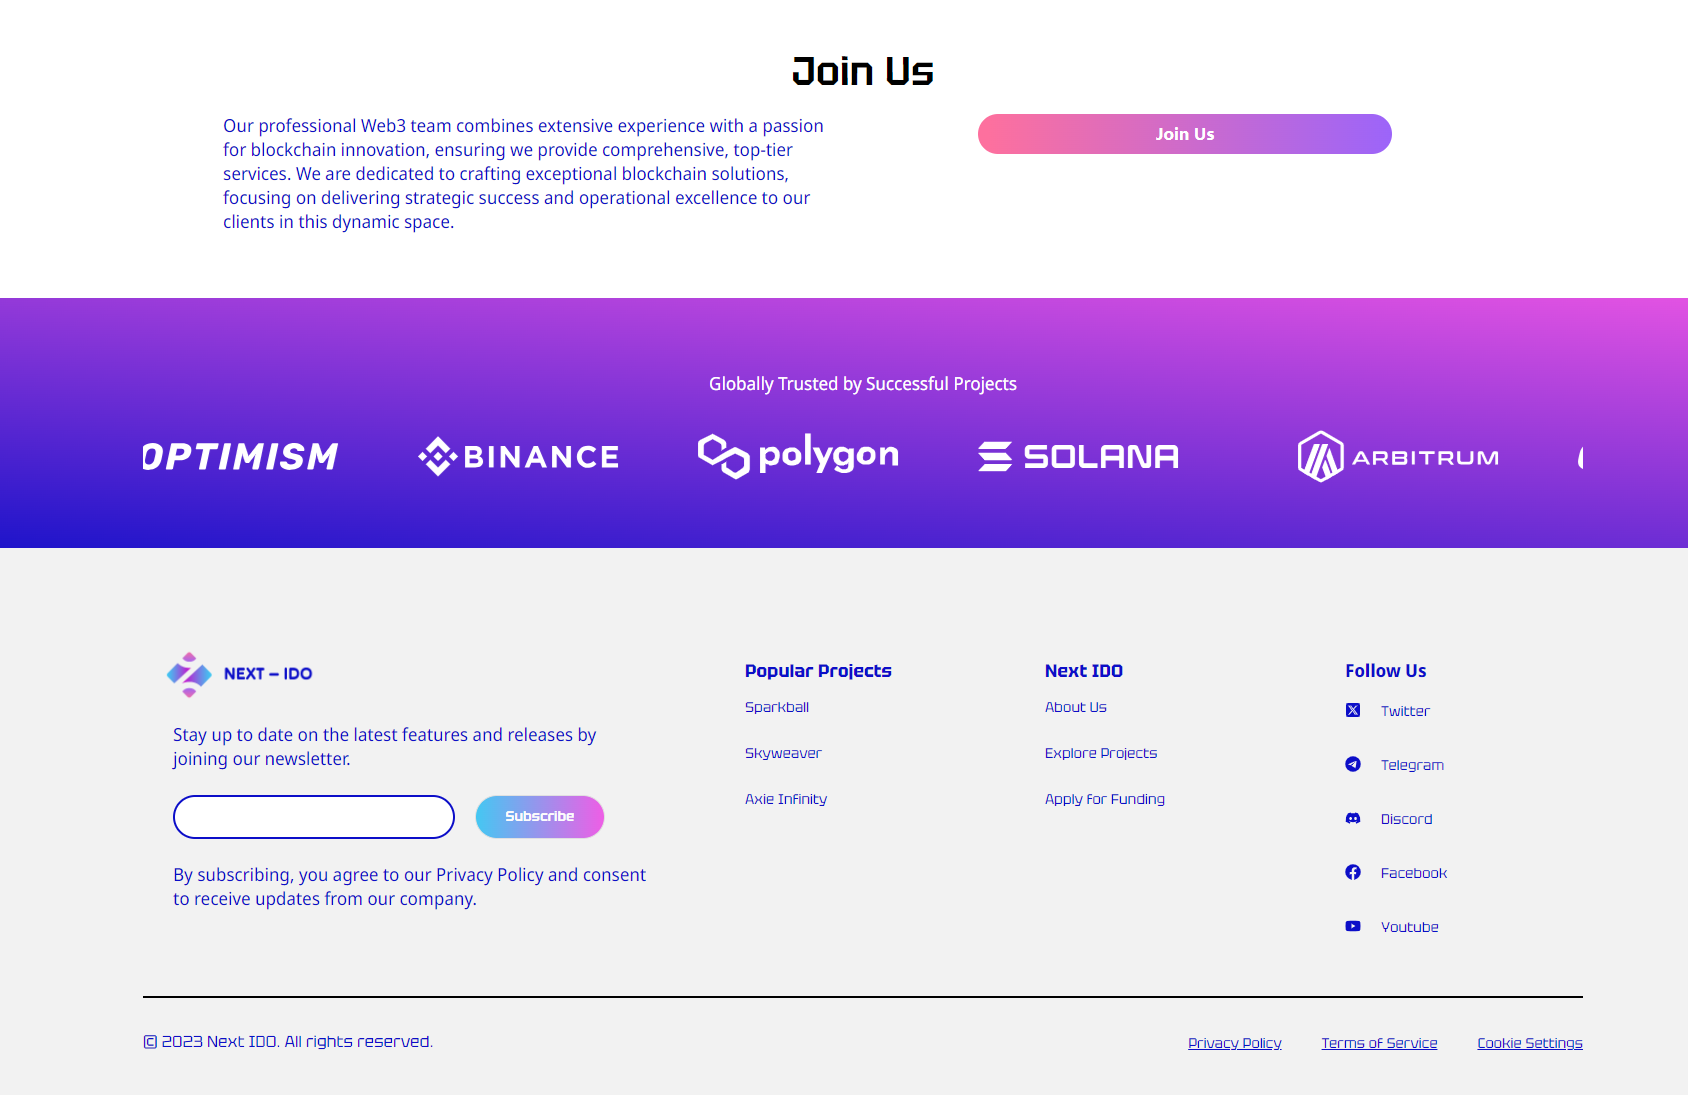 Join Us
Our professional Web3 team combines extensive experience with a passion
for blockchain innovation, ensuring we provide comprehensive, top-tier
services. We are dedicated to crafting exceptional blockchain solutions,
focusing on delivering strategic success and operational excellence to our
clients in this dynamic space.
Join Us
Globally Trusted by Successful Projects
OPTIMISM
BINANCE
polygon
SOLANA
ARBITRUM
NEXT – IDO
Stay up to date on the latest features and releases by
joining our newsletter.
Subscribe
By subscribing, you agree to our Privacy Policy and consent
to receive updates from our company.
Popular Projects
Sparkball
Skyweaver
Axie Infinity
Next IDO
About Us
Explore Projects
Apply for Funding
Follow Us
Twitter
Telegram
Discord
Facebook
Youtube
© 2023 Next IDO. All rights reserved.
Privacy Policy
Terms of Service
Cookie Settings